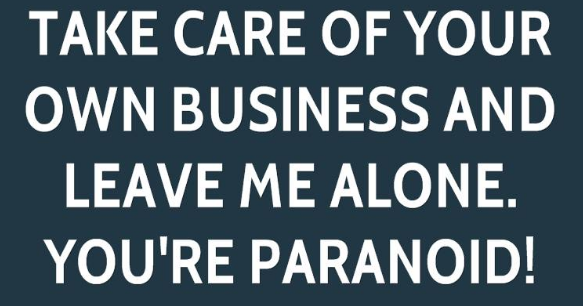 TAKE CARE OF YOUR
OWN BUSINESS AND
LEAVE ME ALONE.
YOU'RE PARANOID!